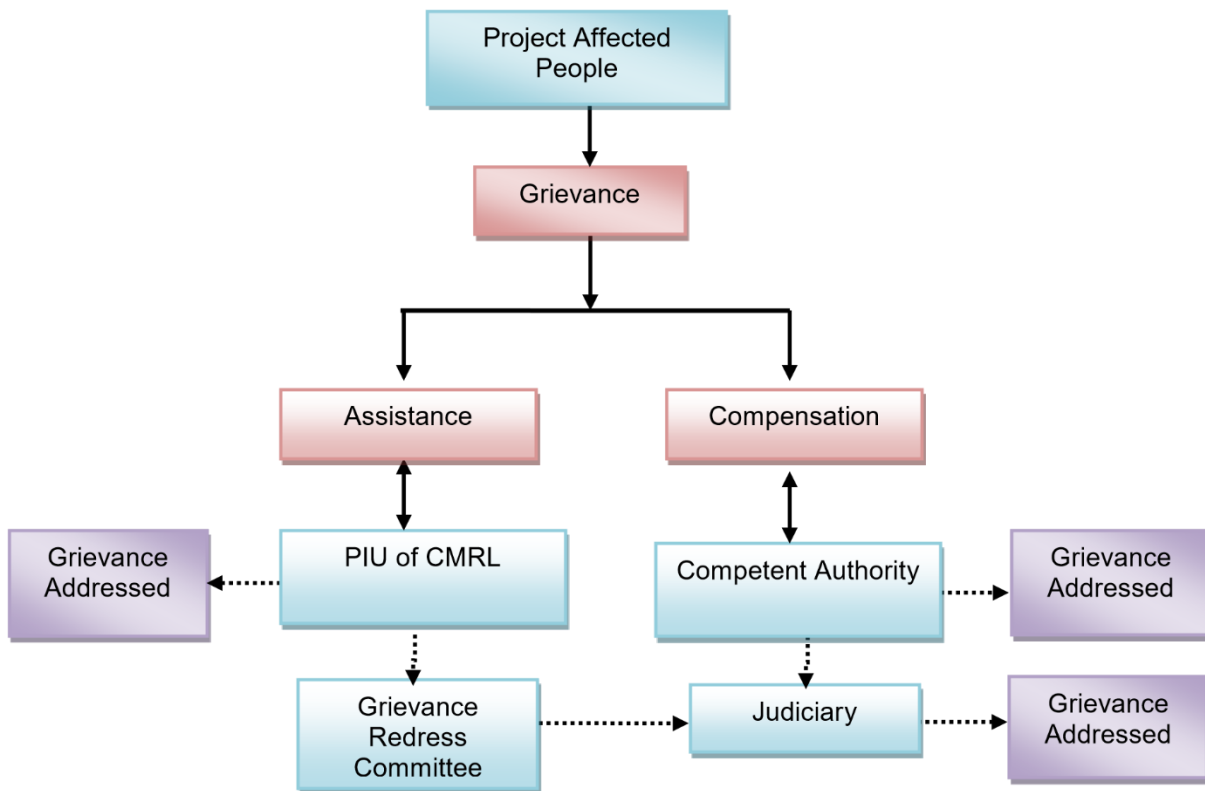 Project Affected
People
Grievance
Assistance
Compensation
Grievance
Addressed
PIU of CMRL
Competent Authority
Grievance
Addressed
Grievance
Redress
Committee
Judiciary
Grievance
Addressed